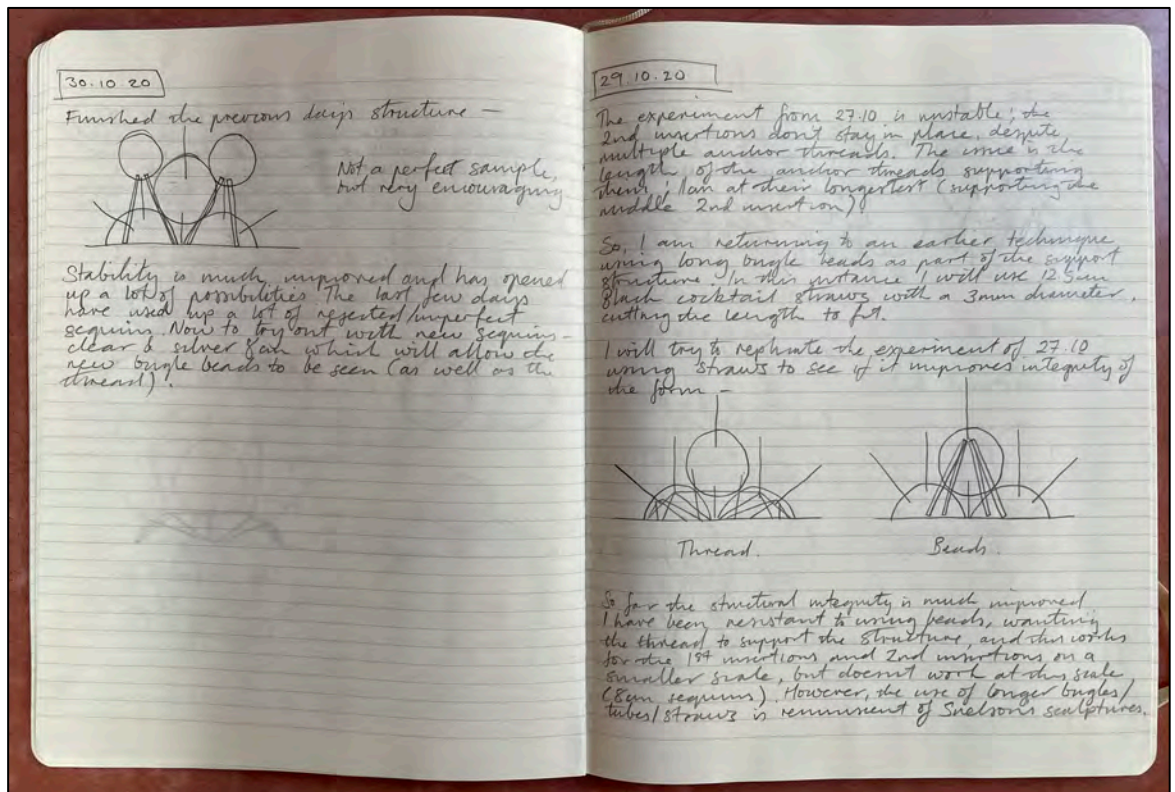 30.10.20
Finished the previous day's structure —
Not a perfect sample,
but very encouraging
Stability is much improved and has opened
up a lot of possibilities. The last few days
have used up a lot of rejected/imperfect
sequins. Now to try out with new sequins -
clear & silver 8cm which will allow the
new bugle beads to be seen (as well as the
thread).
29.10.20
The experiment from 27.10 is unstable; the
2nd insertions don't stay in place, despite
multiple anchor threads. The issue is the
length of the anchor threads supporting
them; 11cm at their longest (supporting the
middle 2nd insertion)!
So, I am returning to an earlier technique
using long bugle beads as part of the support
structure. In this instance I will use 12.5cm
black cocktail straws with a 3mm diameter,
cutting the length to fit.
I will try to replicate the experiment of 27.10
using straws to see if it improves integrity of
the form —
Thread.
Beads.
So far the structural integrity is much improved
I have been resistant to using beads, wanting
the thread to support the structure, and this works
for the 1st insertions and 2nd insertions on a
smaller scale, but doesn't work at this scale
(8cm sequins). However, the use of longer bugles/
tubes/straws is reminiscent of Snelson's sculptures.